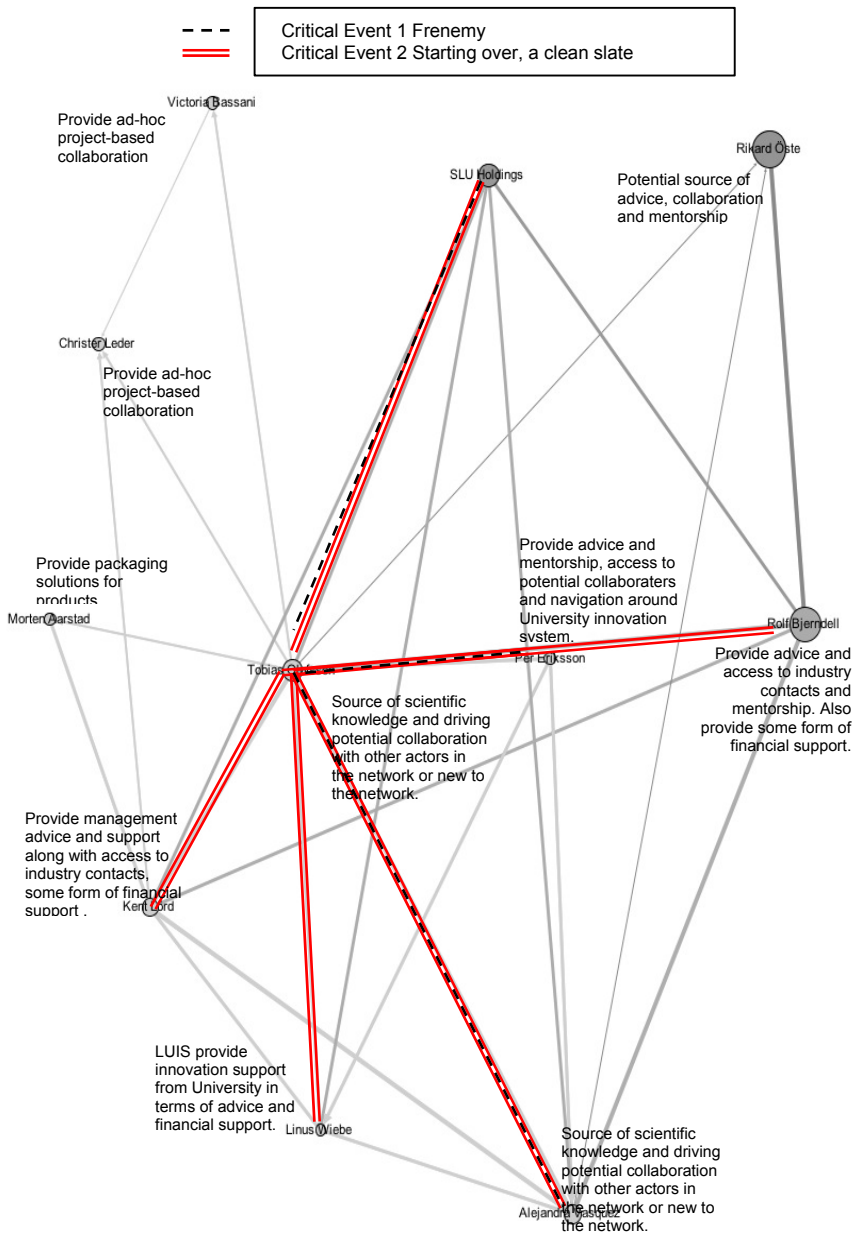 Critical Event 1 Frenemy
Critical Event 2 Starting over, a clean slate
Victoria Bassani
Provide ad-hoc
project-based
collaboration
Rikard Öste
SLU Holdings
Potential source of
advice, collaboration
and mentorship
Christer Leder
Provide ad-hoc
project-based
collaboration
Provide packaging
solutions for
products
Morten Aarstad
Provide advice and
mentorship, access to
potential collaboraters
and navigation around
University innovation
system.
Rolf Bjerndell
Per Eriksson
Tobias
Provide advice and
access to industry
contacts and
mentorship. Also
provide some form of
financial support.
Source of scientific
knowledge and driving
potential collaboration
with other actors in
the network or new to
the network.
Provide management
advice and support
along with access to
industry contacts,
some form of financial
support .
Kent Lord
LUIS provide
innovation support
from University in
terms of advice and
financial support.
Linus Wiebe
Source of scientific
knowledge and driving
potential collaboration
with other actors in
the network or new to
the network.
Alejandra Vasquez